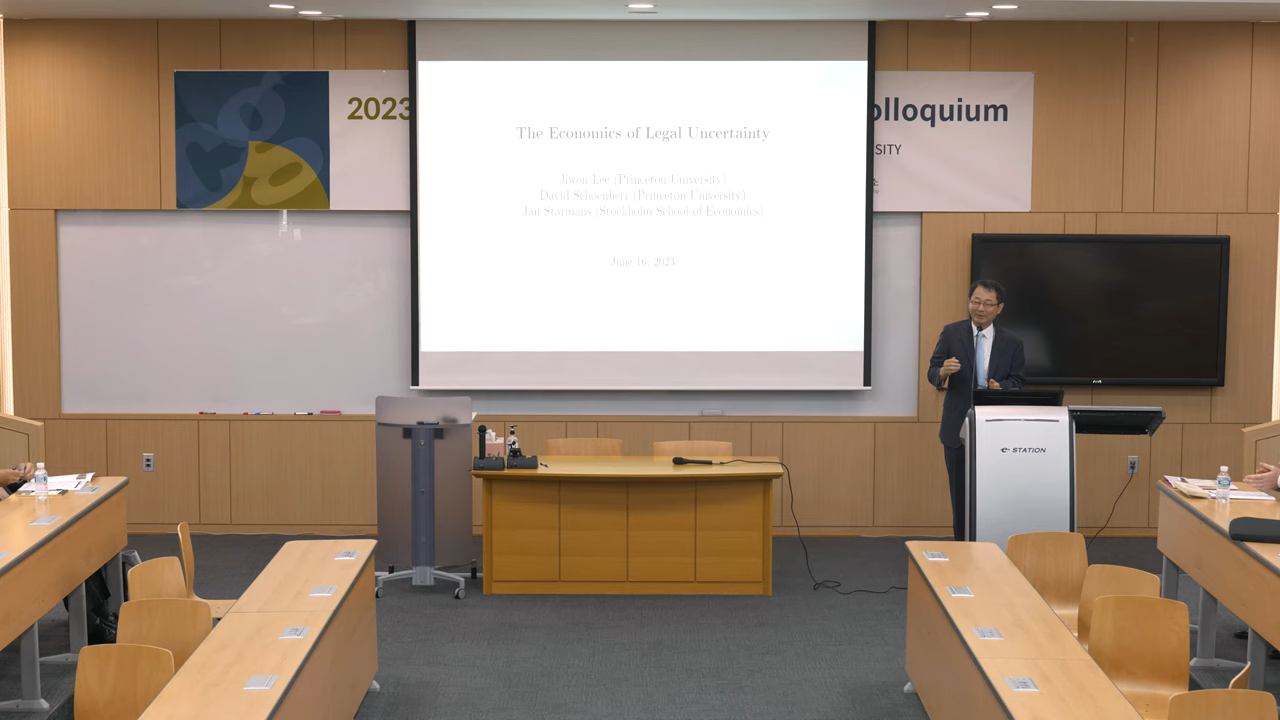 2023
olloquium
SITY
The Economics of Legal Uncertainty
Jiwon Lee (Princeton University)
David Schoenherr (Princeton University)
Jan Starmans (Stockholm School of Economics)
June 16, 2023
e-STATION